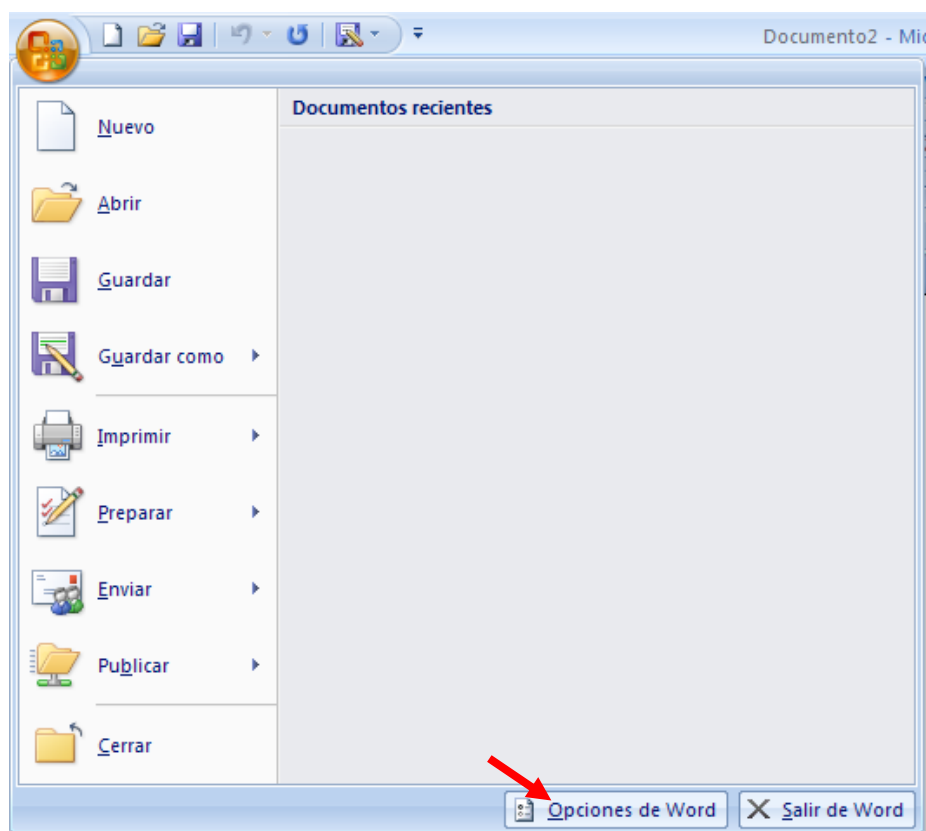 Documento2 - Mic
Documentos recientes
Nuevo
Abrir
Guardar
Guardar como
Imprimir
Preparar
Enviar
Publicar
Cerrar
Opciones de Word
Salir de Word